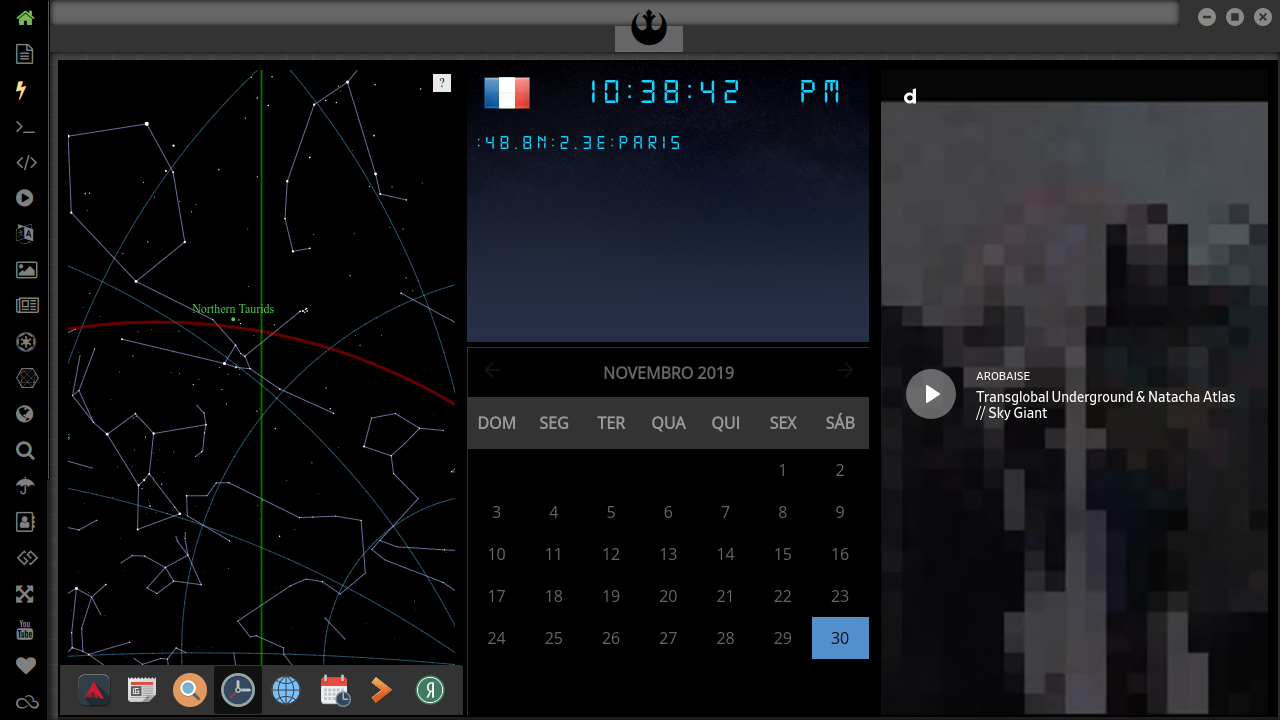 ?
Northern Taurids
s
10:38:42 PM
:48.8N:2.3E:PARIS
NOVEMBRO 2019
DOM SEG TER QUA QUI SEX SÁB
1 2
3 4 5 6 7 8 9
10 11 12 13 14 15 16
17 18 19 20 21 22 23
24 25 26 27 28 29 30
d
AROBAISE
Transglobal Underground & Natacha Atlas
// Sky Giant
You
Tube
Я